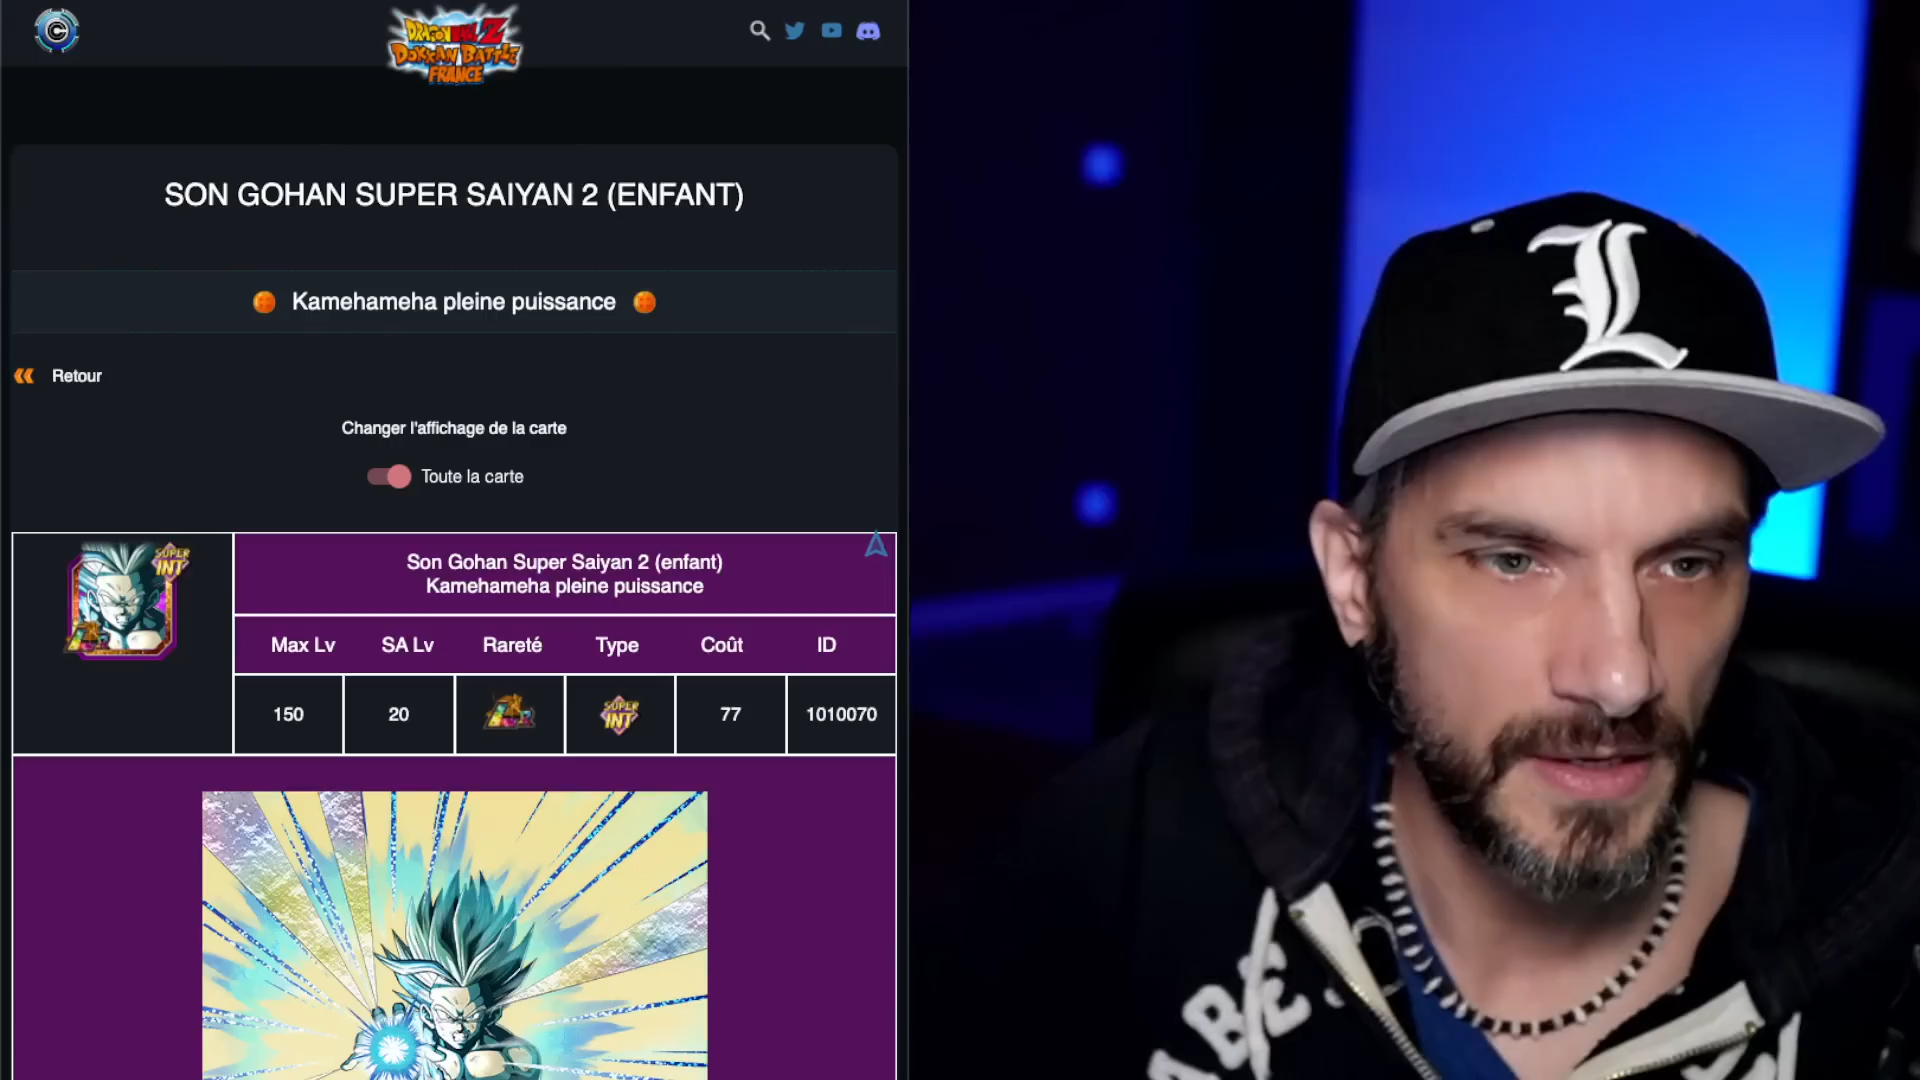 DRAGON BALL Z
DOKKAN BATTLE
FRANCE
SON GOHAN SUPER SAIYAN 2 (ENFANT)
Kamehameha pleine puissance
Retour
Changer l'affichage de la carte
Toute la carte
SUPER
INT
Son Gohan Super Saiyan 2 (enfant)
Kamehameha pleine puissance
Max Lv SA Lv Rareté Type Coût ID
150 20 LR SUPER INT 77 1010070
L
ABE